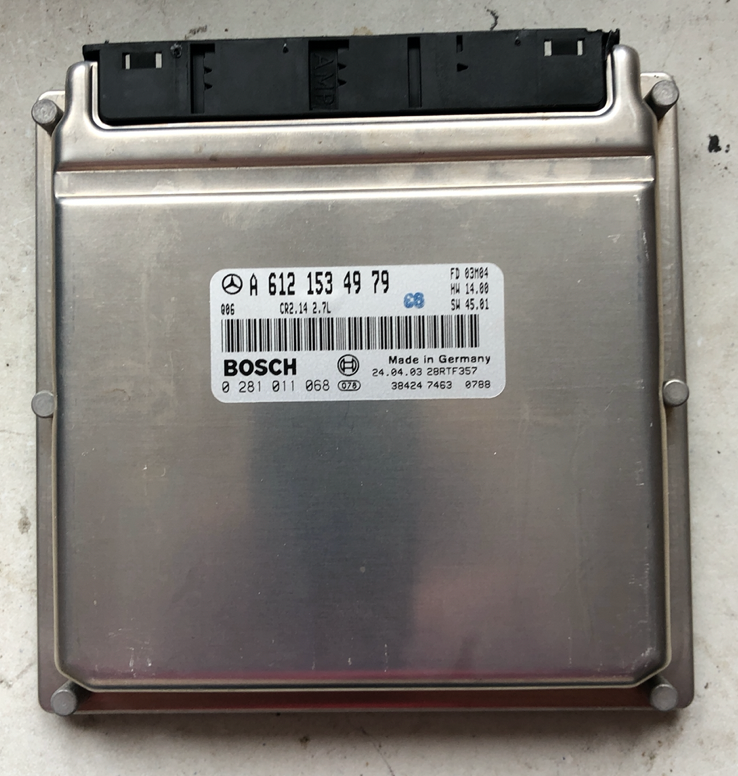 AMP
A 612 153 49 79
FD 03M04
HW 14.00
SW 45.01
Q06 CR2.14 2.7L
C8
BOSCH
Made in Germany
24.04.03 28RTF357
0 281 011 068 078
38424 7463 0788